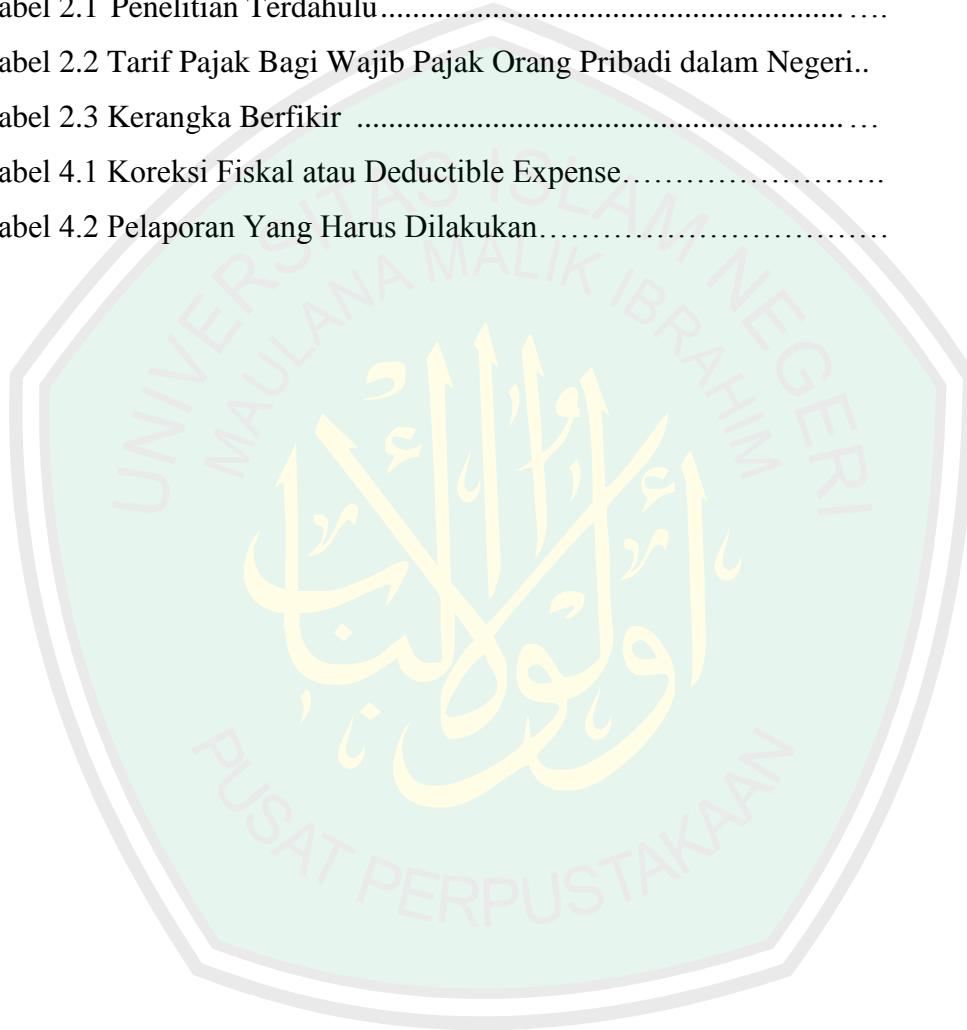 abel 2.1 Penelitian Terdahulu.......................................................... ….
abel 2.2 Tarif Pajak Bagi Wajib Pajak Orang Pribadi dalam Negeri..
abel 2.3 Kerangka Berfikir ............................................................. …
abel 4.1 Koreksi Fiskal atau Deductible Expense…………………….
abel 4.2 Pelaporan Yang Harus Dilakukan……………………………
UNIVERSITAS ISLAM NEGERI
MAULANA MALIK IBRAHIM
أولو الألباب
PUSAT PERPUSTAKAAN